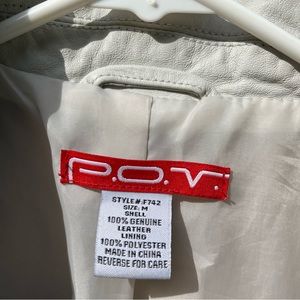 P.O.V.
STYLE#:F742
SIZE: M
SHELL
100% GENUINE
LEATHER
LINING
100% POLYESTER
MADE IN CHINA
REVERSE FOR CARE